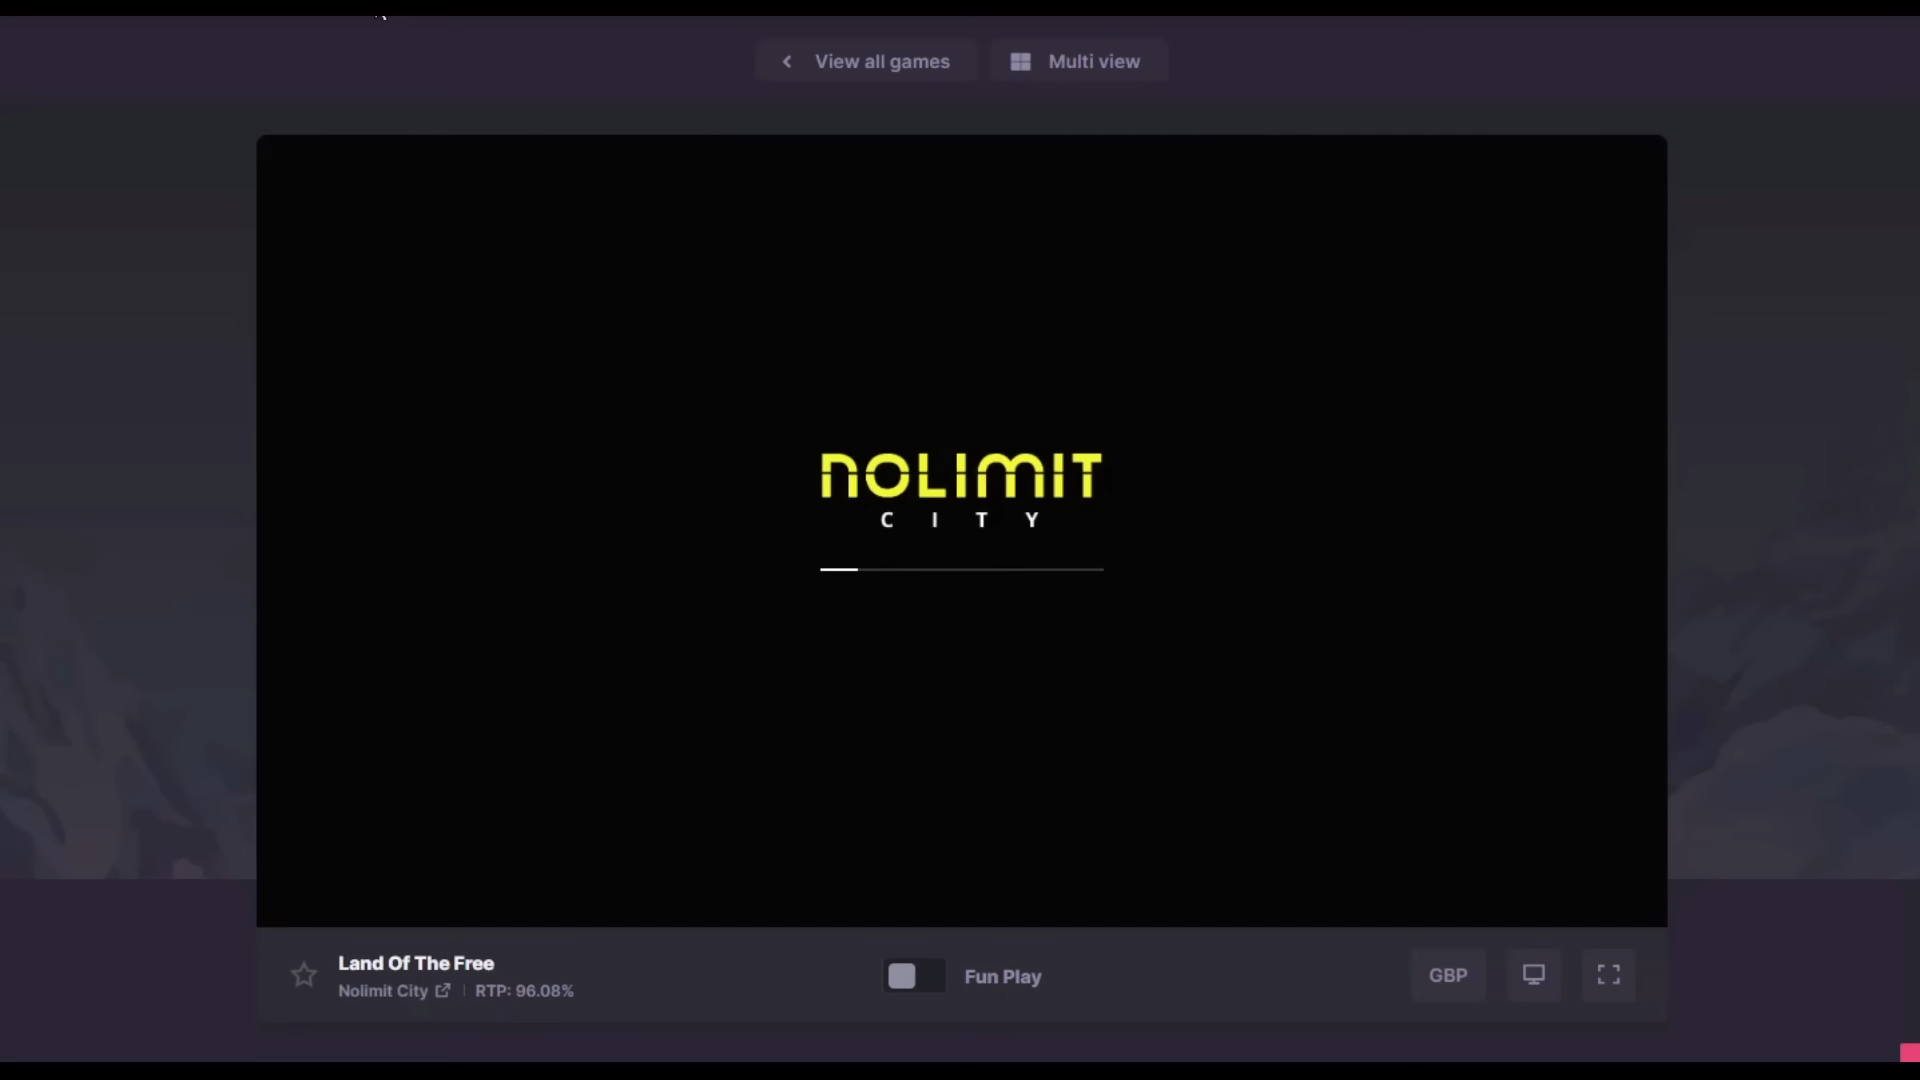 View all games
Multi view
NOLIMIT
CITY
Land Of The Free
Nolimit City
RTP: 96.08%
Fun Play
GBP